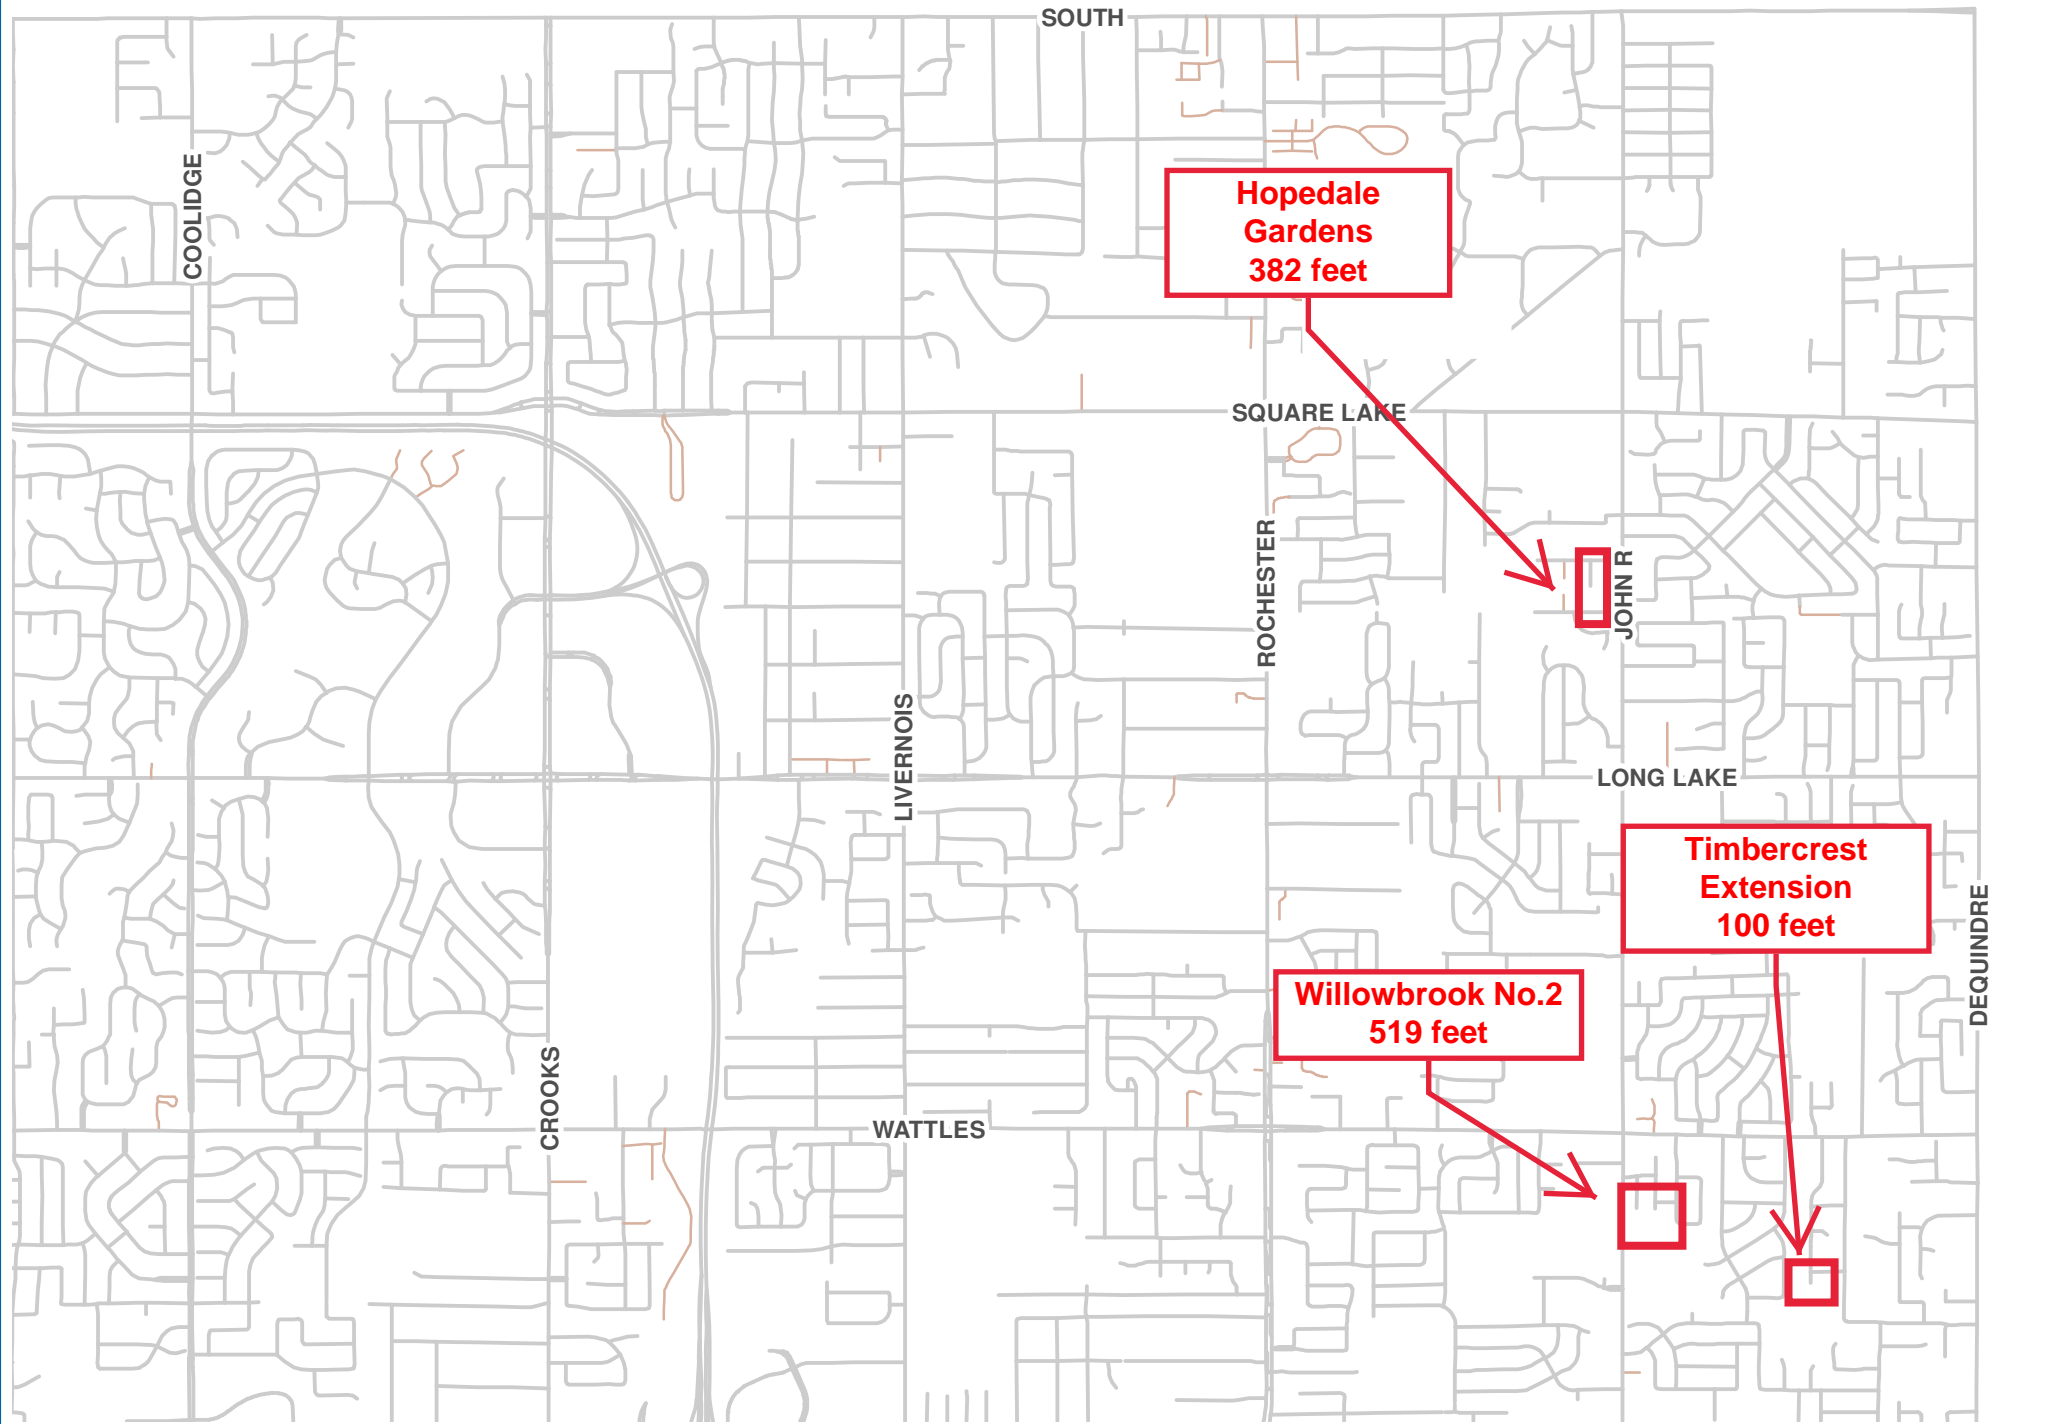 SOUTH
COOLIDGE
Hopedale
Gardens
382 feet
SQUARE LAKE
ROCHESTER
JOHN R
LIVERNOIS
LONG LAKE
Timbercrest
Extension
100 feet
DEQUINDRE
Willowbrook No.2
519 feet
CROOKS
WATTLES